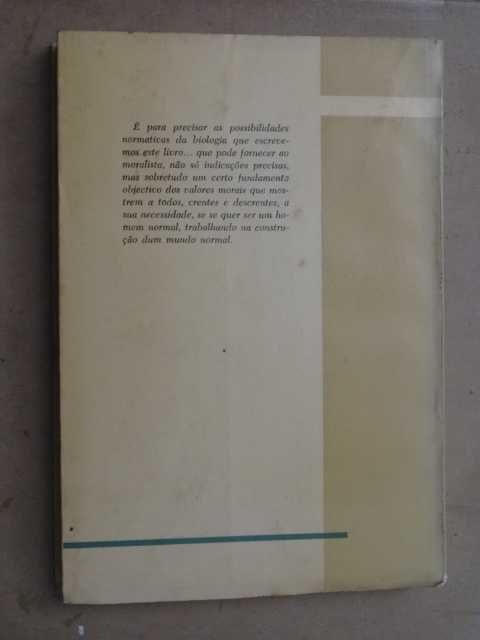 É para precisar as possibilidades
normativas da biologia que escreve-
mos este livro... que pode fornecer ao
moralista, não só indicações precisas,
mas sobretudo um certo fundamento
objectivo dos valores morais que mos-
trem a todos, crentes e descrentes, a
sua necessidade, se se quer ser um ho-
mem normal, trabalhando na constru-
ção dum mundo normal.